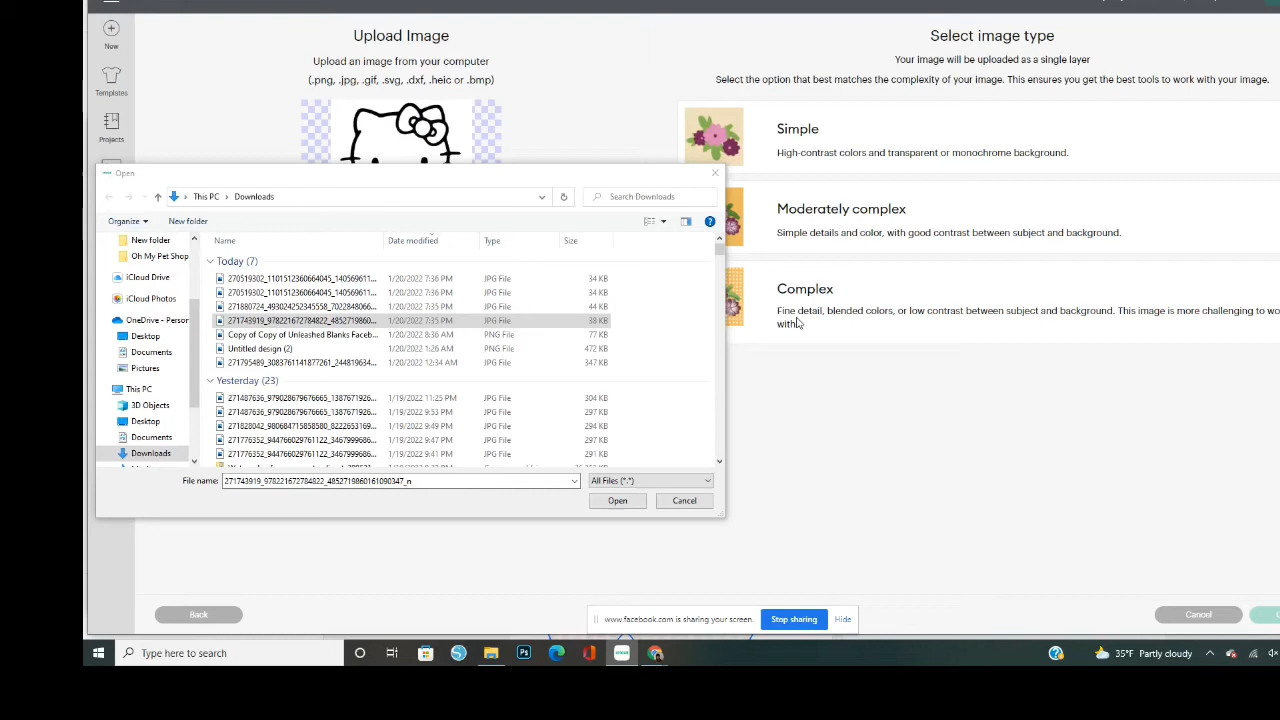 New
Templates
Projects
Upload Image
Upload an image from your computer
(.png, .jpg, .gif, .svg, .dxf, .heic or .bmp)
Select image type
Your image will be uploaded as a single layer
Select the option that best matches the complexity of your image. This ensures you get the best tools to work with your image.
Simple
High-contrast colors and transparent or monochrome background.
Moderately complex
Simple details and color, with good contrast between subject and background.
Complex
Fine detail, blended colors, or low contrast between subject and background. This image is more challenging to wo
with.
Open
This PC > Downloads
Search Downloads
Organize
New folder
New folder
Oh My Pet Shop
iCloud Drive
iCloud Photos
OneDrive - Person
Desktop
Documents
Pictures
This PC
3D Objects
Desktop
Documents
Downloads
Name Date modified Type Size
Today (7)
270519302_1101512360664045_140569611... 1/20/2022 7:36 PM JPG File 34 KB
270519302_1101512360664045_140569611... 1/20/2022 7:36 PM JPG File 34 KB
271880724_493024252345558_7022848066... 1/20/2022 7:35 PM JPG File 44 KB
271743919_978221672784822_4852719860... 1/20/2022 7:35 PM JPG File 38 KB
Copy of Copy of Unleashed Blanks Faceb... 1/20/2022 8:36 AM PNG File 77 KB
Untitled design (2) 1/20/2022 1:26 AM PNG File 472 KB
271795489_3083761141877261_244819634... 1/20/2022 12:34 AM JPG File 347 KB
Yesterday (23)
271487636_979028679676665_1387671926... 1/19/2022 11:25 PM JPG File 304 KB
271487636_979028679676665_1387671926... 1/19/2022 9:53 PM JPG File 297 KB
271828042_980684715858580_8222653169... 1/19/2022 9:49 PM JPG File 294 KB
271776352_944766029761122_3467999686... 1/19/2022 9:47 PM JPG File 297 KB
271776352_944766029761122_3467999686... 1/19/2022 9:41 PM JPG File 291 KB
File name: 271743919_978221672784822_4852719860161090347_n
All Files (*.*)
Open
Cancel
Back
www.facebook.com is sharing your screen.
Stop sharing
Hide
Cancel
Type here to search
Ps
cricut
35°F Partly cloudy